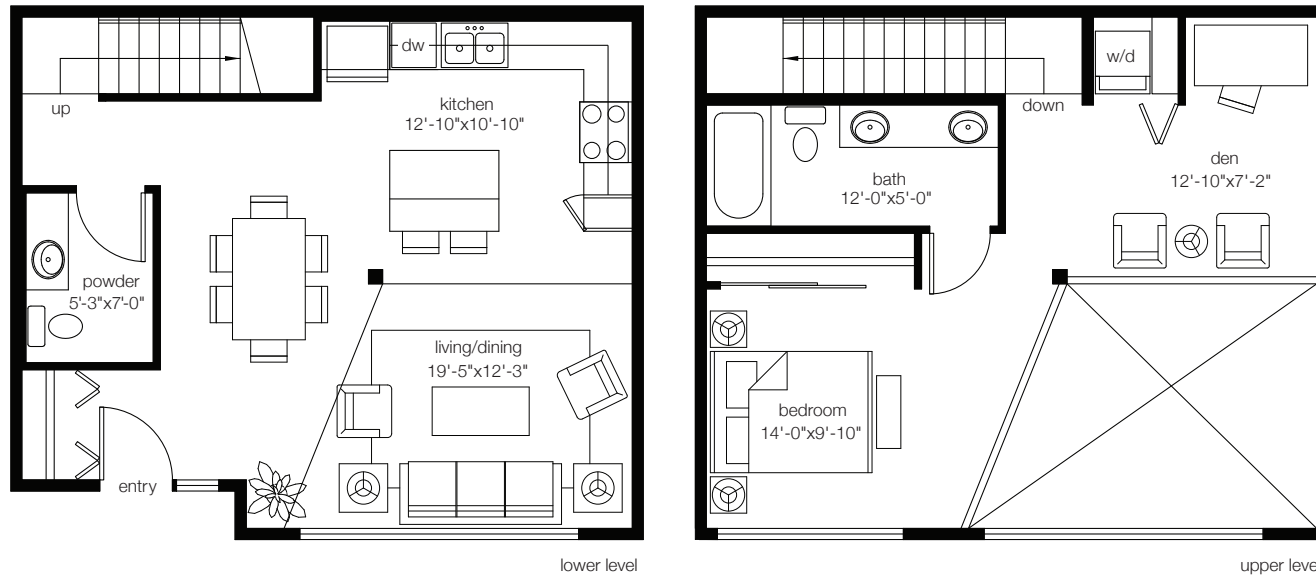 up
dw
kitchen
12'-10"x10'-10"
powder
5'-3"x7'-0"
living/dining
19'-5"x12'-3"
entry
lower level
w/d
down
den
12'-10"x7'-2"
bath
12'-0"x5'-0"
bedroom
14'-0"x9'-10"
upper leve